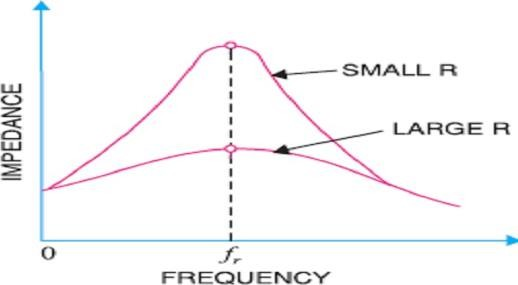 SMALL R
LARGE R
IMPEDANCE
0
fr
FREQUENCY